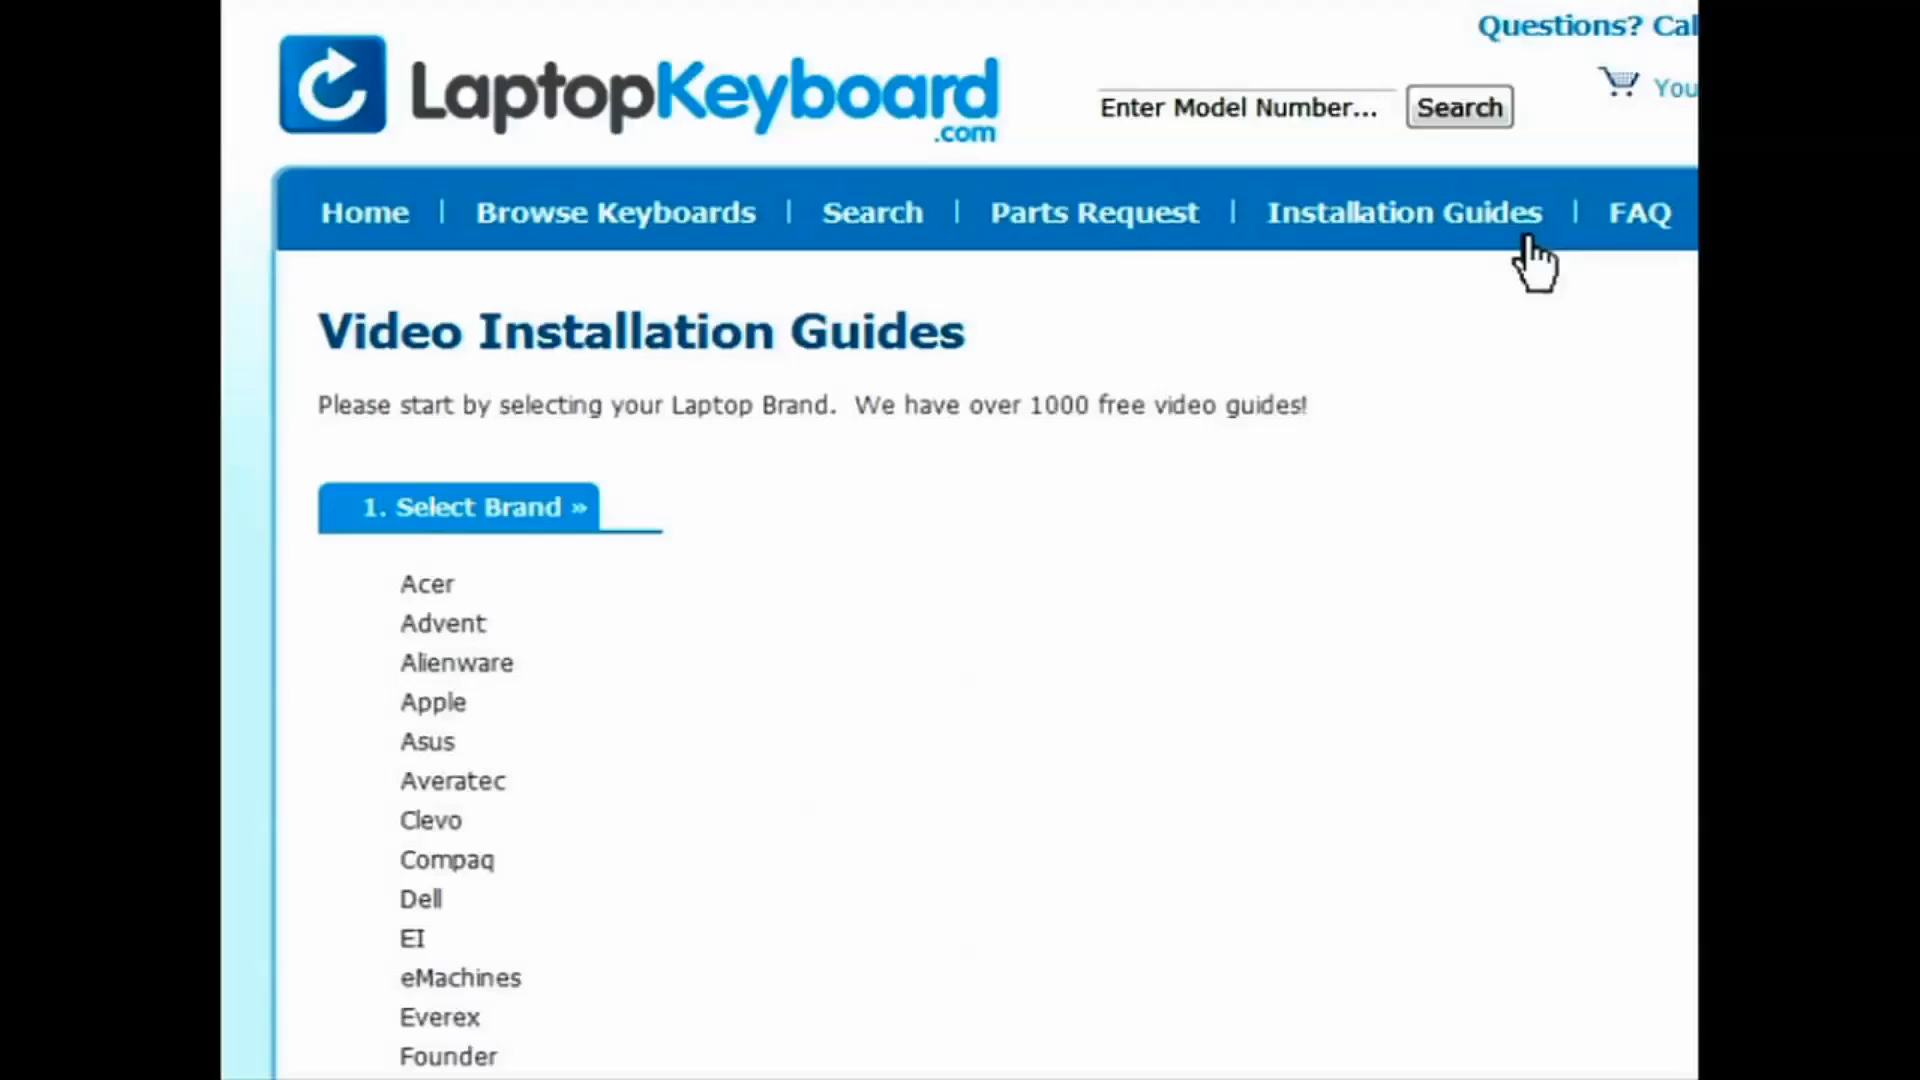 Questions? Cal
LaptopKeyboard
.com
Enter Model Number...
Search
You
Home | Browse Keyboards | Search | Parts Request | Installation Guides | FAQ
Video Installation Guides
Please start by selecting your Laptop Brand. We have over 1000 free video guides!
1. Select Brand »
Acer
Advent
Alienware
Apple
Asus
Averatec
Clevo
Compaq
Dell
EI
eMachines
Everex
Founder